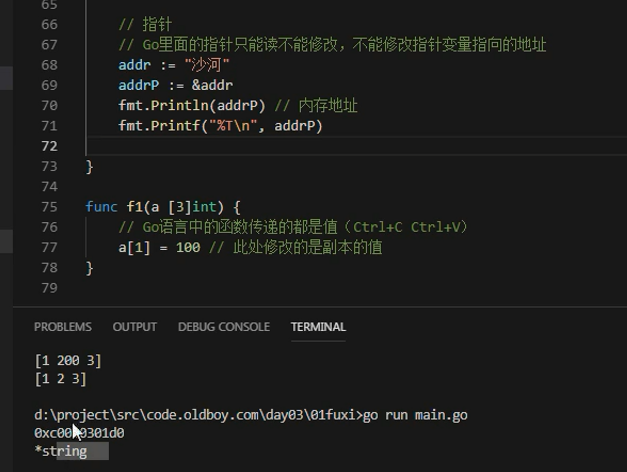 65
66 // 指针
67 // Go里面的指针只能读不能修改，不能修改指针变量指向的地址
68 addr := "沙河"
69 addrP := &addr
70 fmt.Println(addrP) // 内存地址
71 fmt.Printf("%T\n", addrP)
72
73 }
74
75 func f1(a [3]int) {
76 // Go语言中的函数传递的都是值（Ctrl+C Ctrl+V）
77 a[1] = 100 // 此处修改的是副本的值
78 }
79
PROBLEMS OUTPUT DEBUG CONSOLE TERMINAL
[1 200 3]
[1 2 3]
d:\project\src\code.oldboy.com\day03\01fuxi>go run main.go
*string